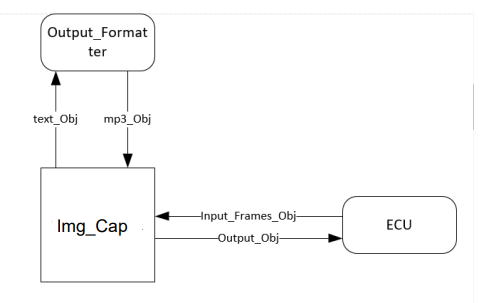 Output_Format
ter
text_Obj
mp3_Obj
Img_Cap
Input_Frames_Obj
ECU
Output_Obj